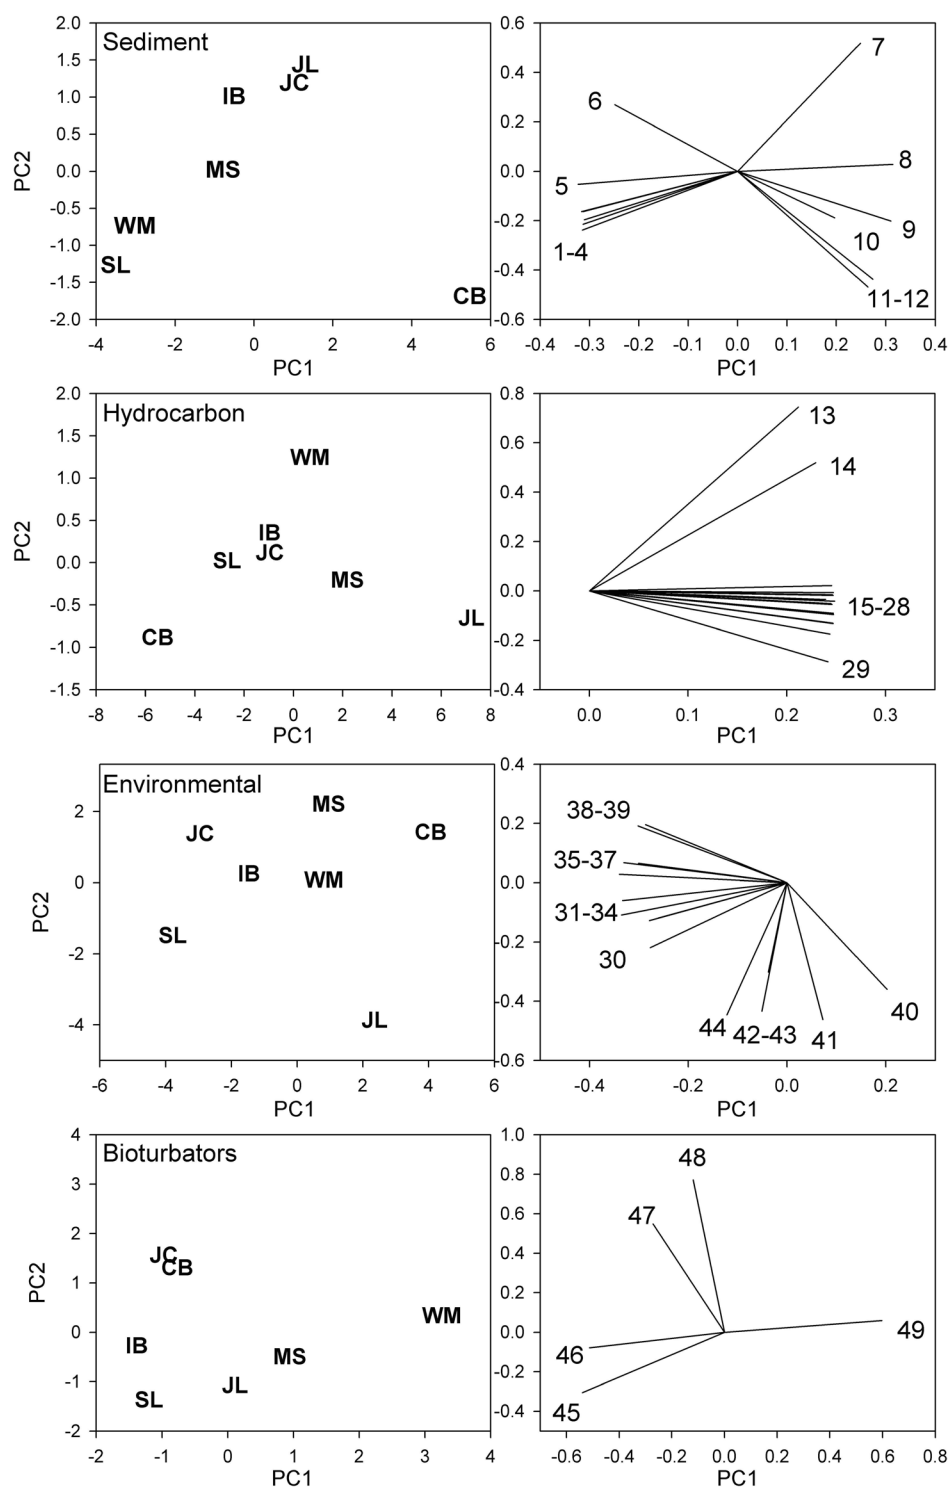 Sediment
2.0
1.5
1.0
0.5
0.0
-0.5
-1.0
-1.5
-2.0
PC2
JL
JC
IB
MS
WM
SL
CB
-4 -2 0 2 4 6
PC1
0.6
0.4
0.2
0.0
-0.2
-0.4
-0.6
7
6
8
5
9
10
1-4
11-12
-0.4 -0.3 -0.2 -0.1 0.0 0.1 0.2 0.3 0.4
PC1
Hydrocarbon
2.0
1.5
1.0
0.5
0.0
-0.5
-1.0
-1.5
PC2
WM
IB
JC
SL
MS
JL
CB
-8 -6 -4 -2 0 2 4 6 8
PC1
0.8
0.6
0.4
0.2
0.0
-0.2
-0.4
13
14
15-28
29
0.0 0.1 0.2 0.3
PC1
Environmental
2
0
-2
-4
PC2
MS
JC
CB
IB
WM
SL
JL
-6 -4 -2 0 2 4 6
PC1
0.4
0.2
0.0
-0.2
-0.4
-0.6
38-39
35-37
31-34
30
40
44
42-43
41
-0.4 -0.2 0.0 0.2
PC1
Bioturbators
4
3
2
1
0
-1
-2
PC2
JC
CB
WM
IB
MS
JL
SL
-2 -1 0 1 2 3 4
PC1
1.0
0.8
0.6
0.4
0.2
0.0
-0.2
-0.4
48
47
49
46
45
-0.6 -0.4 -0.2 0.0 0.2 0.4 0.6 0.8
PC1